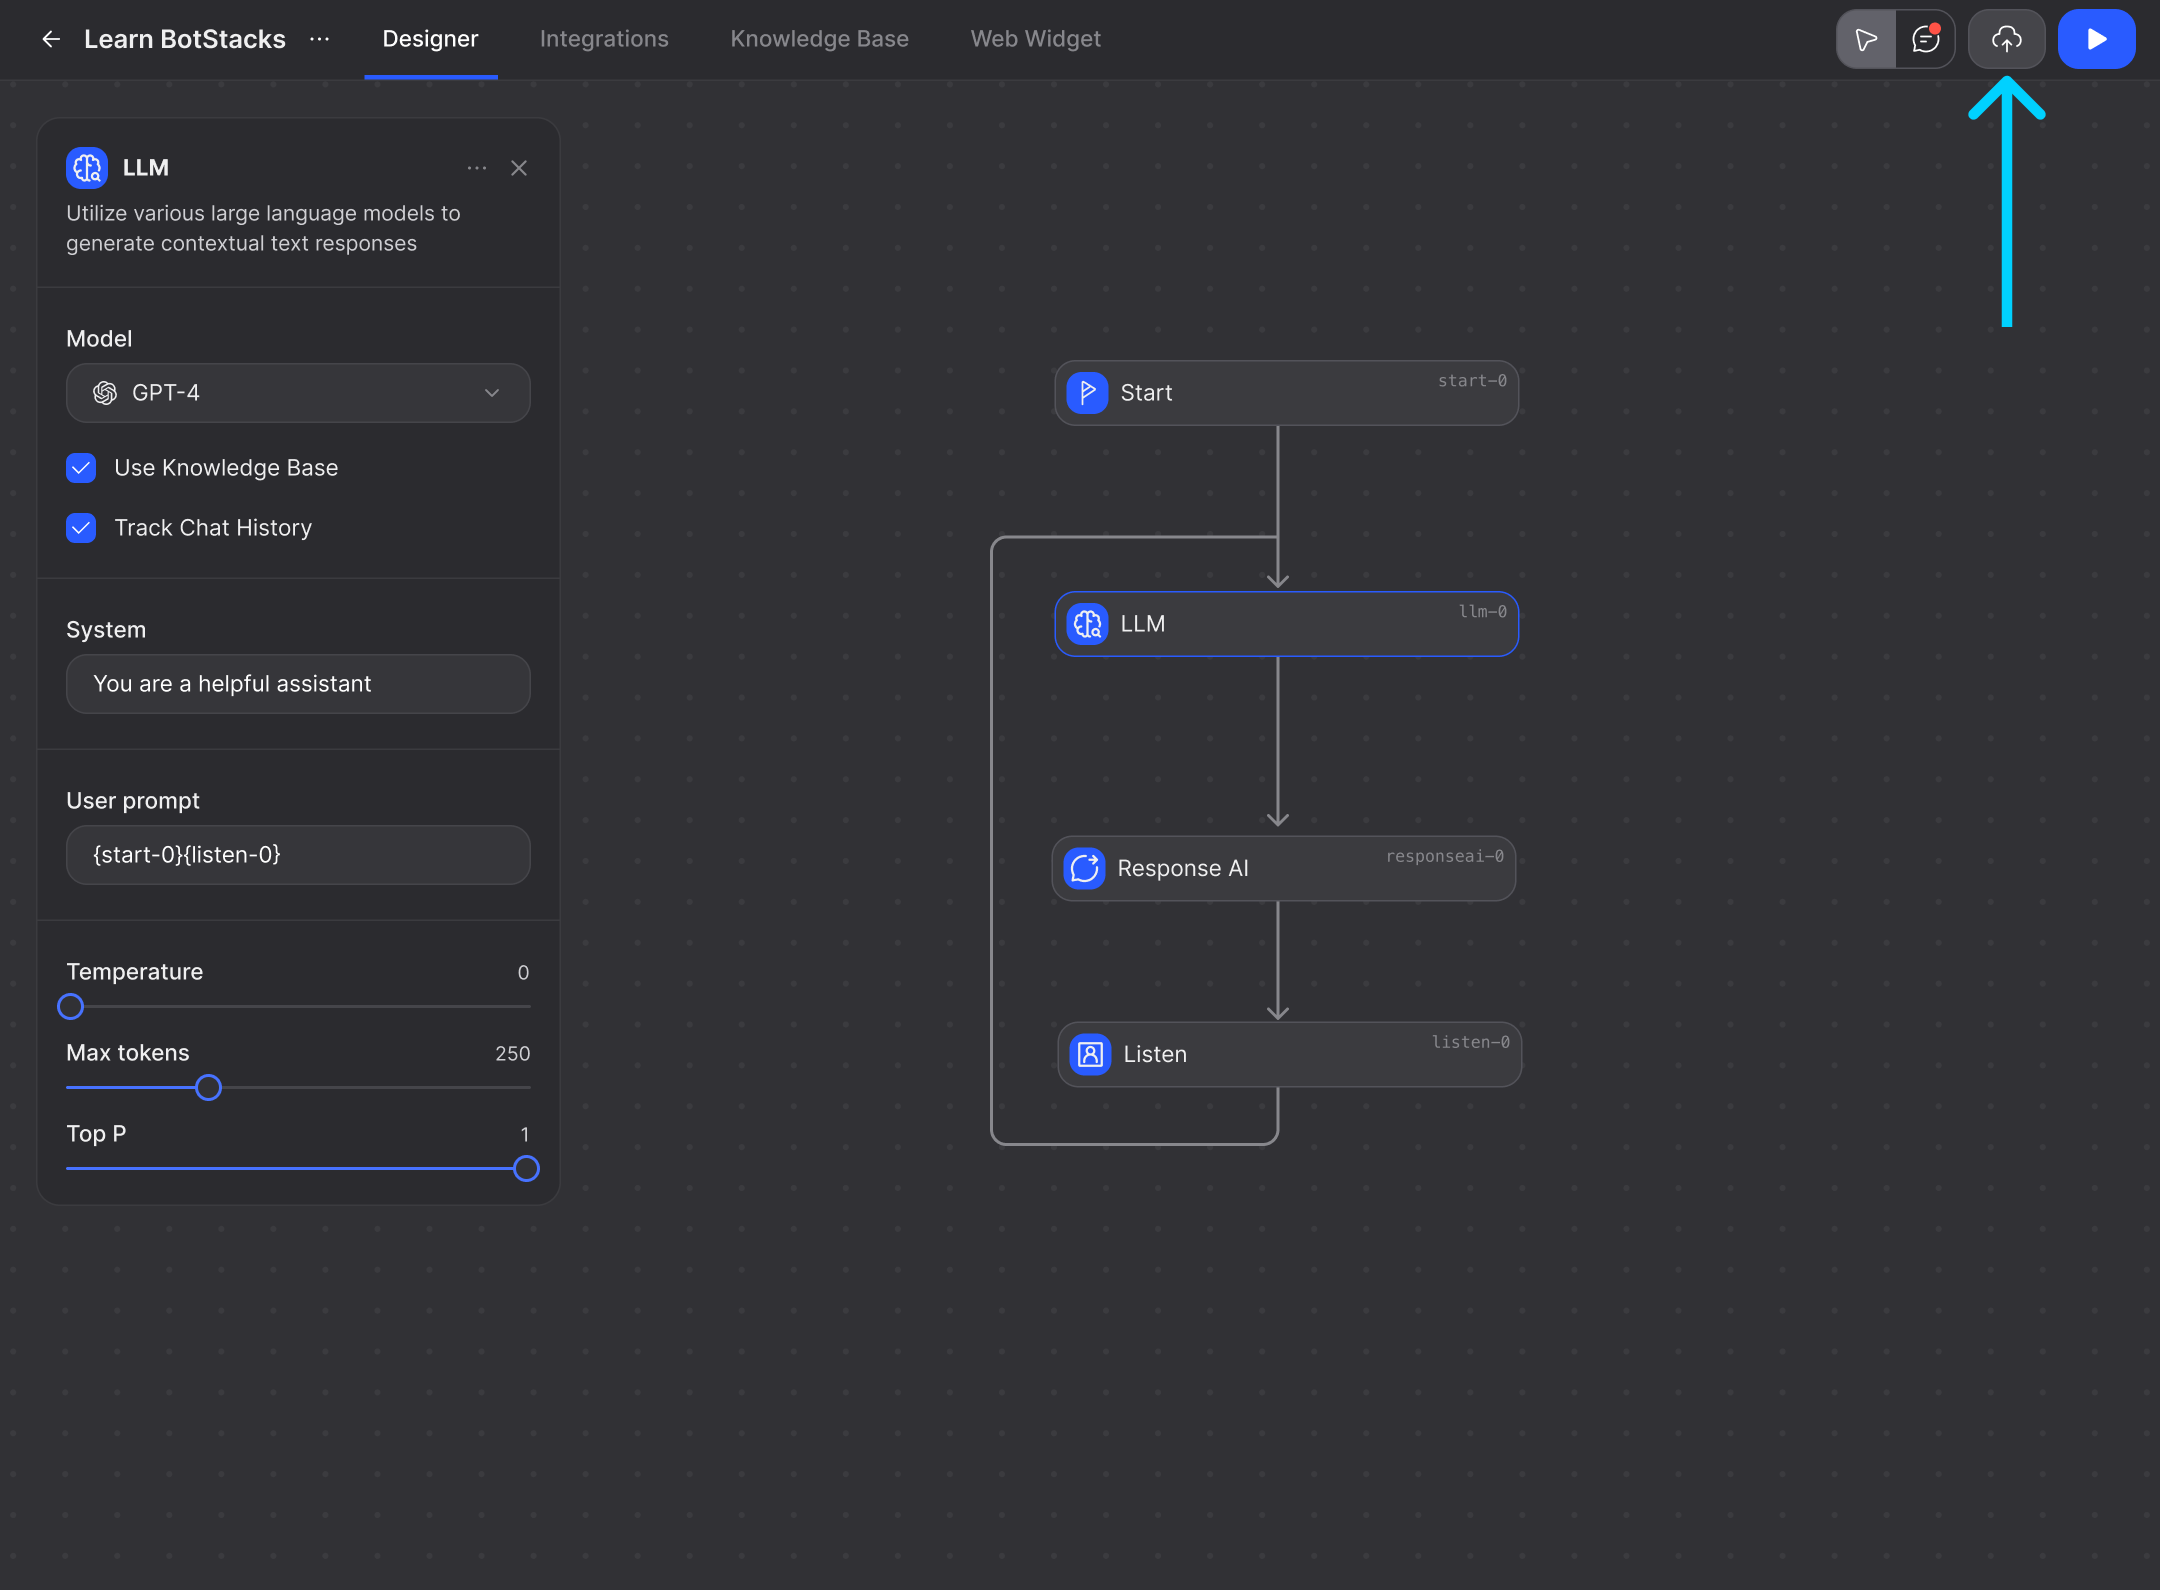 Learn BotStacks
Designer
Integrations
Knowledge Base
Web Widget
LLM
Utilize various large language models to
generate contextual text responses
Model
GPT-4
Use Knowledge Base
Track Chat History
System
You are a helpful assistant
User prompt
{start-0}{listen-0}
Temperature 0
Max tokens 250
Top P 1
Start start-0
LLM llm-0
Response AI responseai-0
Listen listen-0